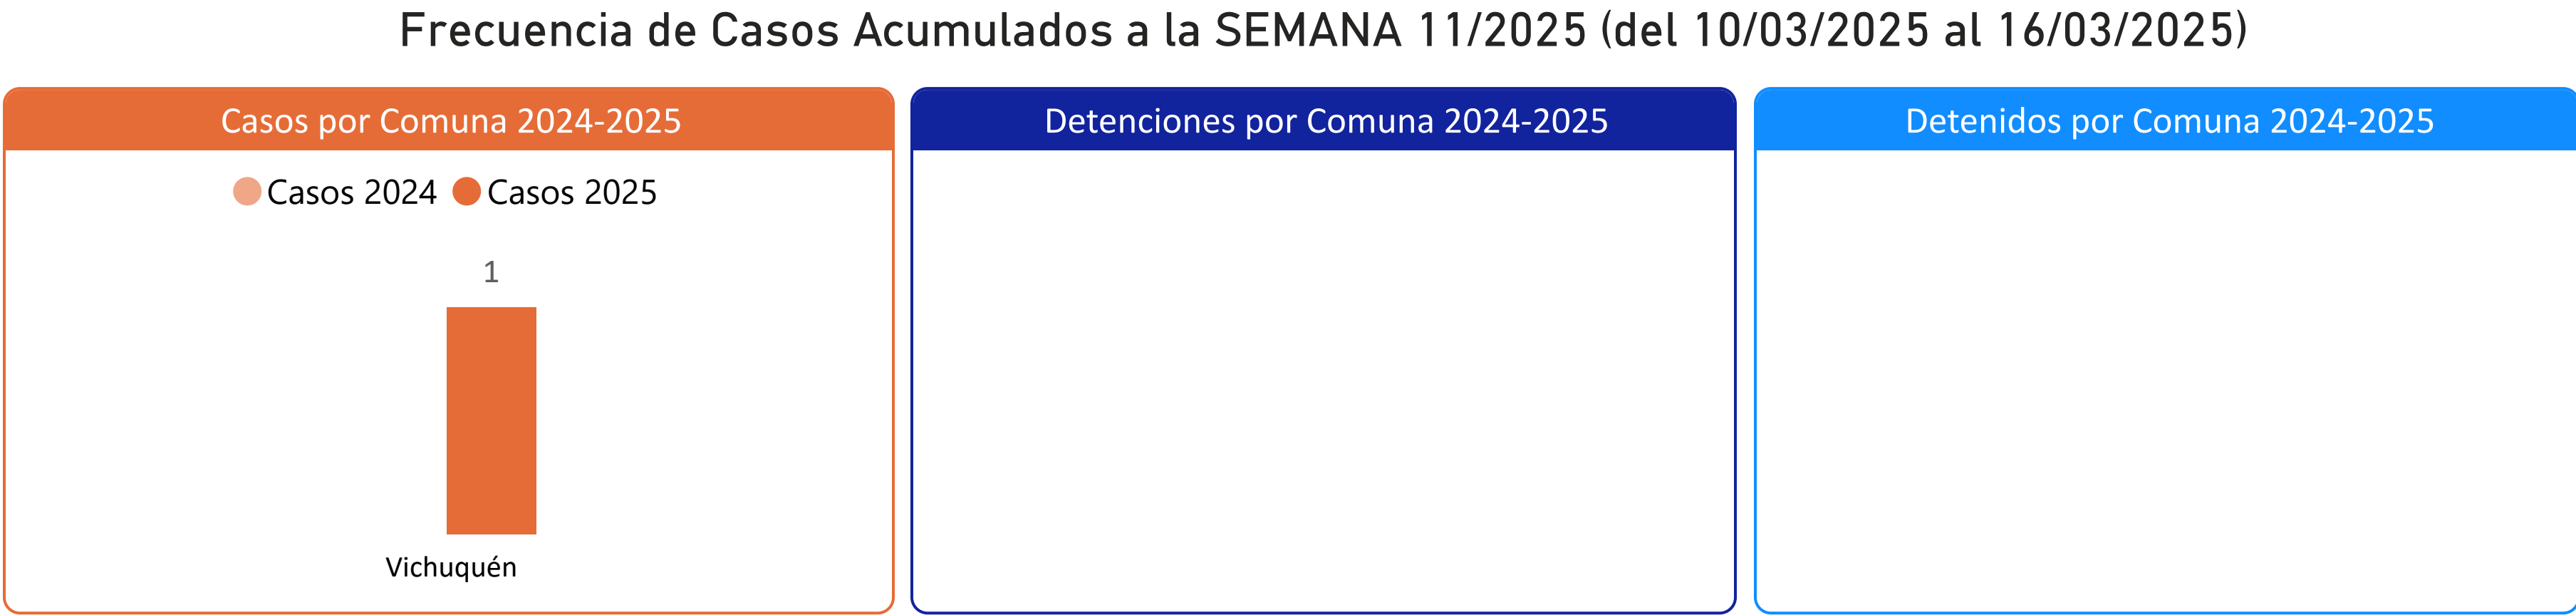 Frecuencia de Casos Acumulados a la SEMANA 11/2025 (del 10/03/2025 al 16/03/2025)
Casos por Comuna 2024-2025
Casos 2024 Casos 2025
1
Vichuquén
Detenciones por Comuna 2024-2025
Detenidos por Comuna 2024-2025